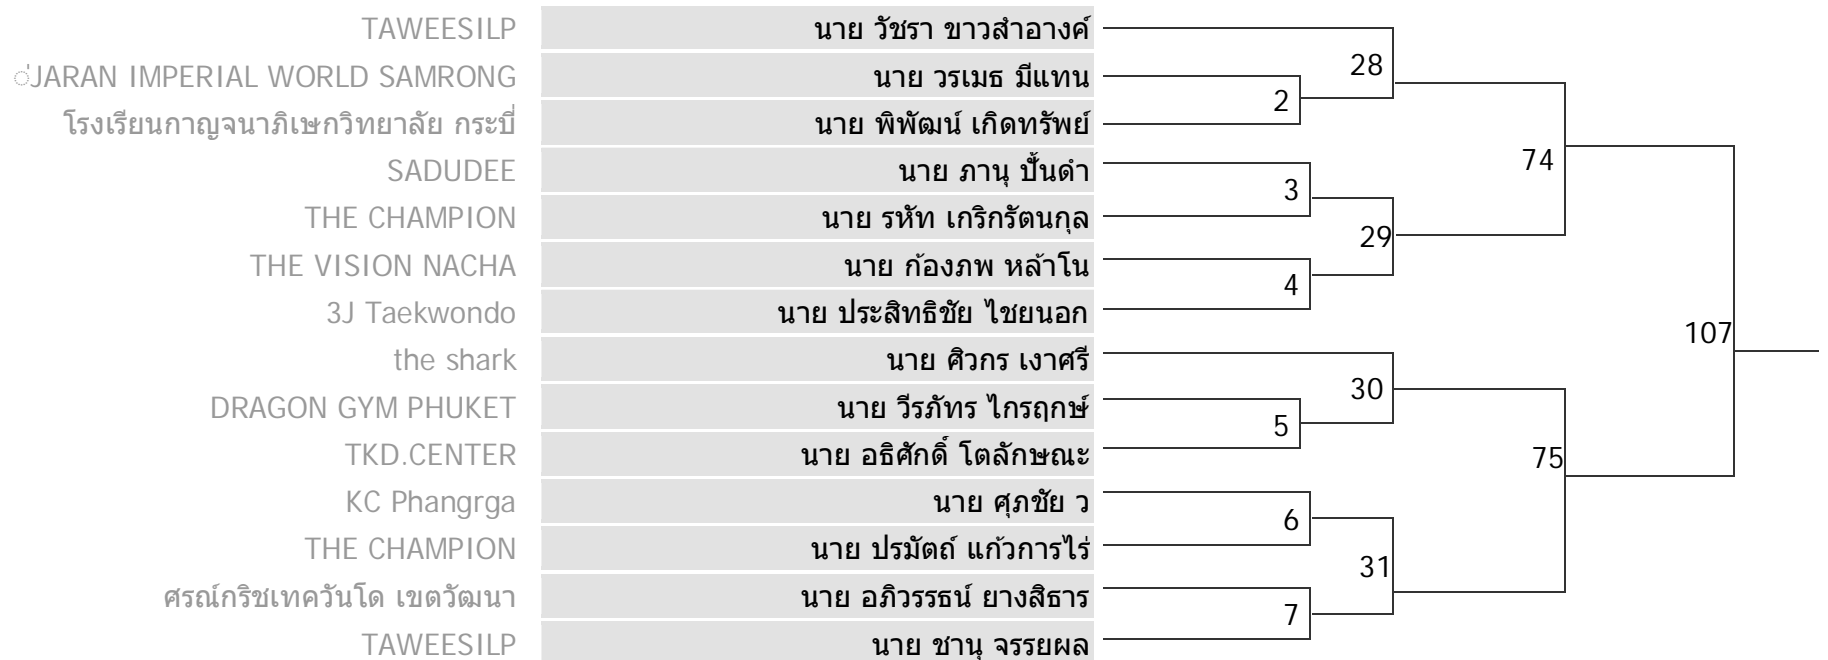 TAWEESILP นาย วัชรา ขาวสำอางค์
่JARAN IMPERIAL WORLD SAMRONG นาย วรเมธ มีแทน 28
2
โรงเรียนกาญจนาภิเษกวิทยาลัย กระบี่ นาย พิพัฒน์ เกิดทรัพย์
SADUDEE นาย ภานุ ปั้นดำ 74
3
THE CHAMPION นาย รหัท เกริกรัตนกุล
29
THE VISION NACHA นาย ก้องภพ หล้าโน
4
3J Taekwondo นาย ประสิทธิชัย ไชยนอก
107
the shark นาย ศิวกร เงาศรี
30
DRAGON GYM PHUKET นาย วีรภัทร ไกรฤกษ์
5
TKD.CENTER นาย อธิศักดิ์ โตลักษณะ 75
KC Phangrga นาย ศุภชัย ว
6
THE CHAMPION นาย ปรมัตถ์ แก้วการไร่
31
ศรณ์กริชเทควันโด เขตวัฒนา นาย อภิวรรธน์ ยางสิธาร
7
TAWEESILP นาย ชานุ จรรยผล